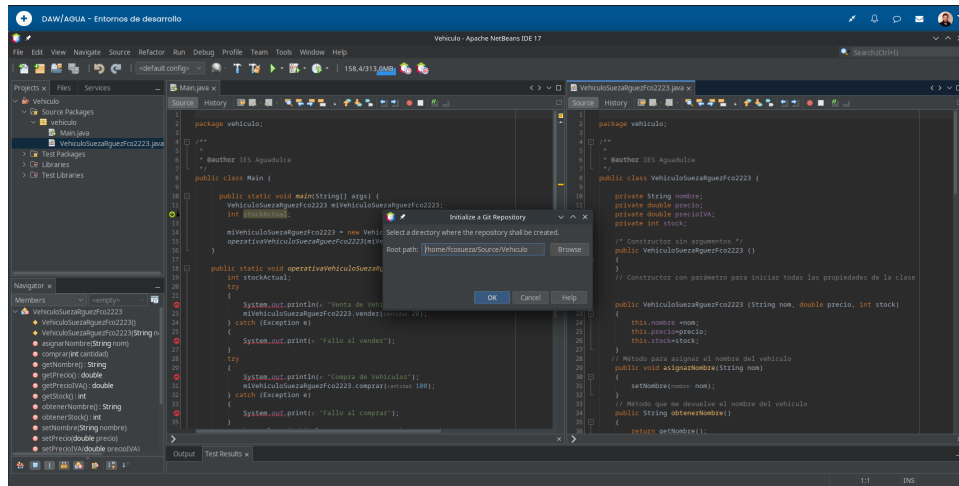 DAW/AGUA - Entornos de desarrollo
Vehiculo - Apache NetBeans IDE 17
File Edit View Navigate Source Refactor Run Debug Profile Team Tools Window Help
Search (Ctrl+I)
<default config>
158,4/313,0MB
Projects x Files Services
Vehiculo
Source Packages
vehiculo
Main.java
VehiculoSuezaRguezFco2223.java
Test Packages
Libraries
Test Libraries
Navigator x
Members <empty>
VehiculoSuezaRguezFco2223
VehiculoSuezaRguezFco2223()
VehiculoSuezaRguezFco2223(String n
asignarNombre(String nom)
comprar(int cantidad)
getNombre() : String
getPrecio() : double
getPrecioIVA() : double
getStock() : int
obtenerNombre() : String
obtenerStock() : int
setNombre(String nombre)
setPrecio(double precio)
setPrecioIVA(double precioIVA)
Main.java x
Source History
package vehiculo;
/**
*
* @author IES Aguadulce
*/
public class Main {
public static void main(String[] args) {
VehiculoSuezaRguezFco2223 miVehiculoSuezaRguezFco2223;
int stockActual;
miVehiculoSuezaRguezFco2223 = new Vehic
operativaVehiculoSuezaRguezFco2223(miV
}
public static void operativaVehiculoSuezaRg
int stockActual;
try
{
System.out.println(x: "Venta de Vehi
miVehiculoSuezaRguezFco2223.vender(cantidad: 20);
} catch (Exception e)
{
System.out.print(s: "Fallo al vender");
}
try
{
System.out.println(x: "Compra de Vehiculos");
miVehiculoSuezaRguezFco2223.comprar(cantidad: 100);
} catch (Exception e)
{
System.out.print(s: "Fallo al comprar");
}
VehiculoSuezaRguezFco2223.java x
Source History
package vehiculo;
/**
*
* @author IES Aguadulce
*/
public class VehiculoSuezaRguezFco2223 {
private String nombre;
private double precio;
private double precioIVA;
private int stock;
/* Constructor sin argumentos */
public VehiculoSuezaRguezFco2223 ()
{
}
// Constructor con parámetro para iniciar todas las propiedades de la clase
public VehiculoSuezaRguezFco2223 (String nom, double precio, int stock)
{
this.nombre =nom;
this.precio=precio;
this.stock=stock;
}
// Método para asignar el nombre del vehiculo
public void asignarNombre(String nom)
{
setNombre(nombre: nom);
}
// Método que me devuelve el nombre del vehiculo
public String obtenerNombre()
{
return getNombre();
Initialize a Git Repository
Select a directory where the repository shall be created.
Root path: /home/fcosueza/Source/Vehiculo Browse
OK Cancel Help
Output Test Results x
1:1 INS